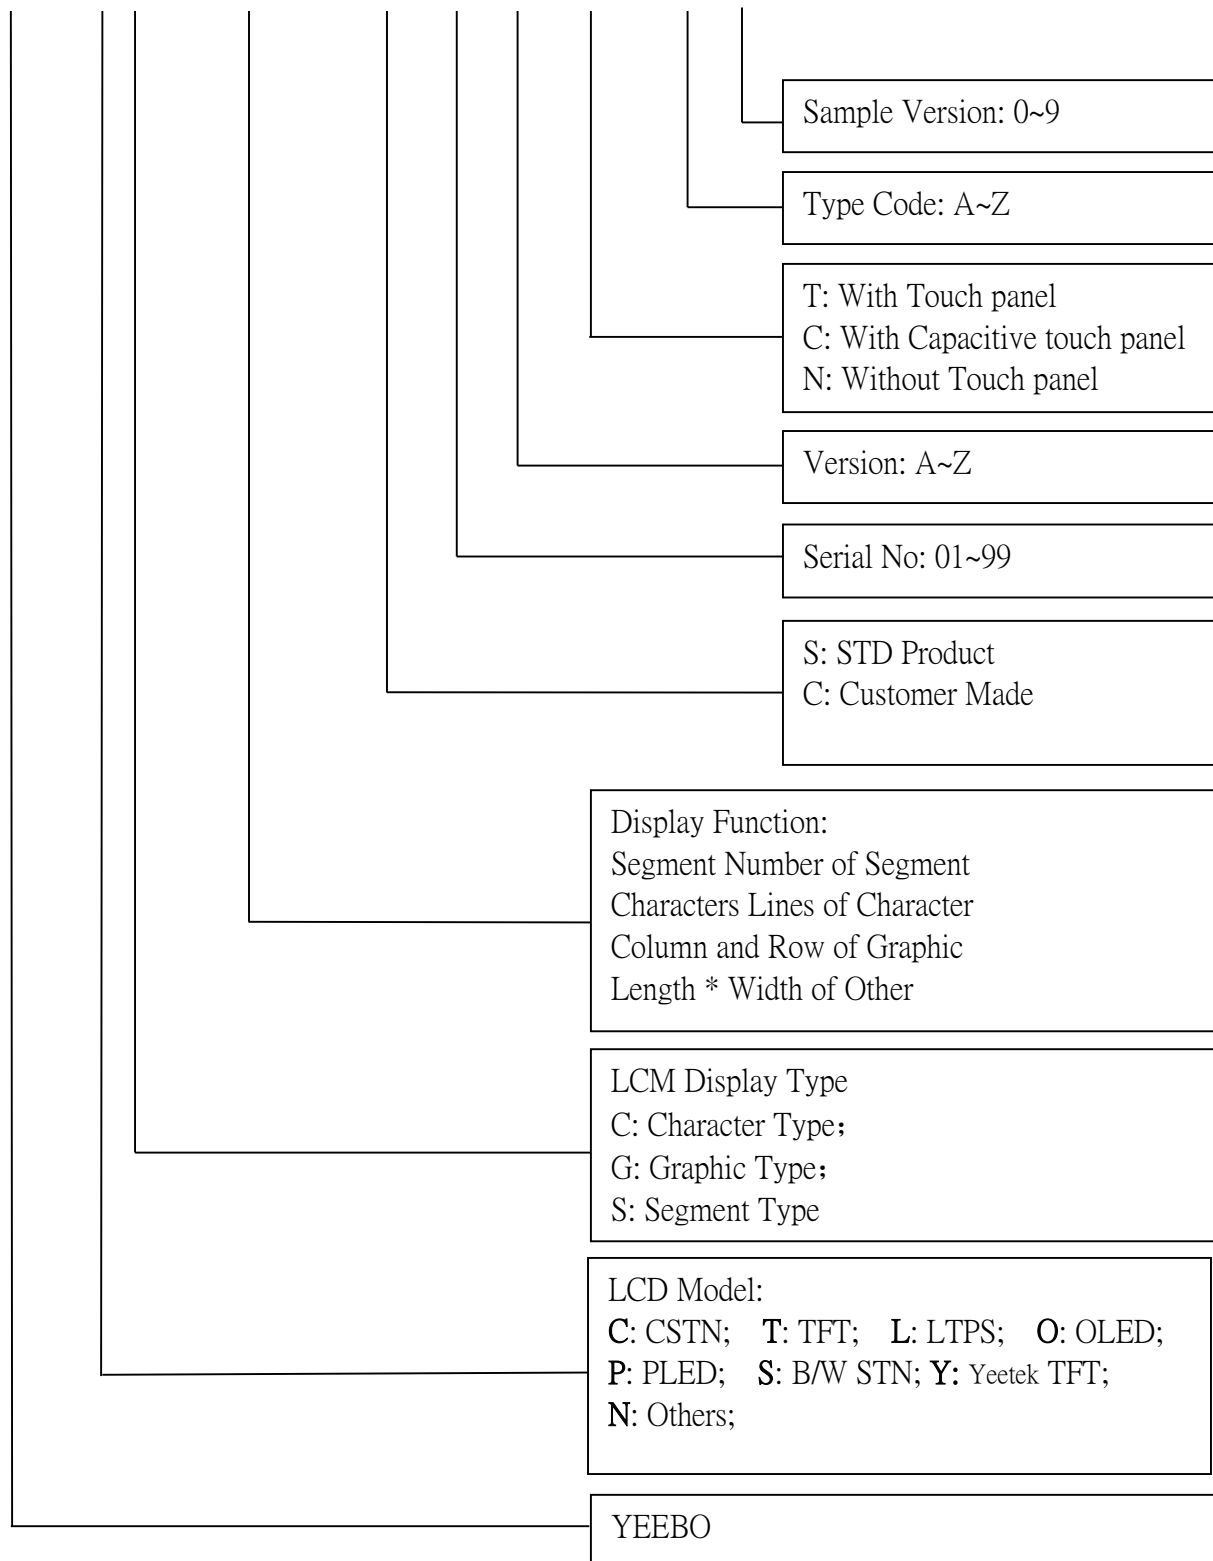 Sample Version: 0~9
Type Code: A~Z
T: With Touch panel
C: With Capacitive touch panel
N: Without Touch panel
Version: A~Z
Serial No: 01~99
S: STD Product
C: Customer Made
Display Function:
Segment Number of Segment
Characters Lines of Character
Column and Row of Graphic
Length * Width of Other
LCM Display Type
C: Character Type；
G: Graphic Type；
S: Segment Type
LCD Model:
C: CSTN; T: TFT; L: LTPS; O: OLED;
P: PLED; S: B/W STN; Y: Yeetek TFT;
N: Others;
YEEBO